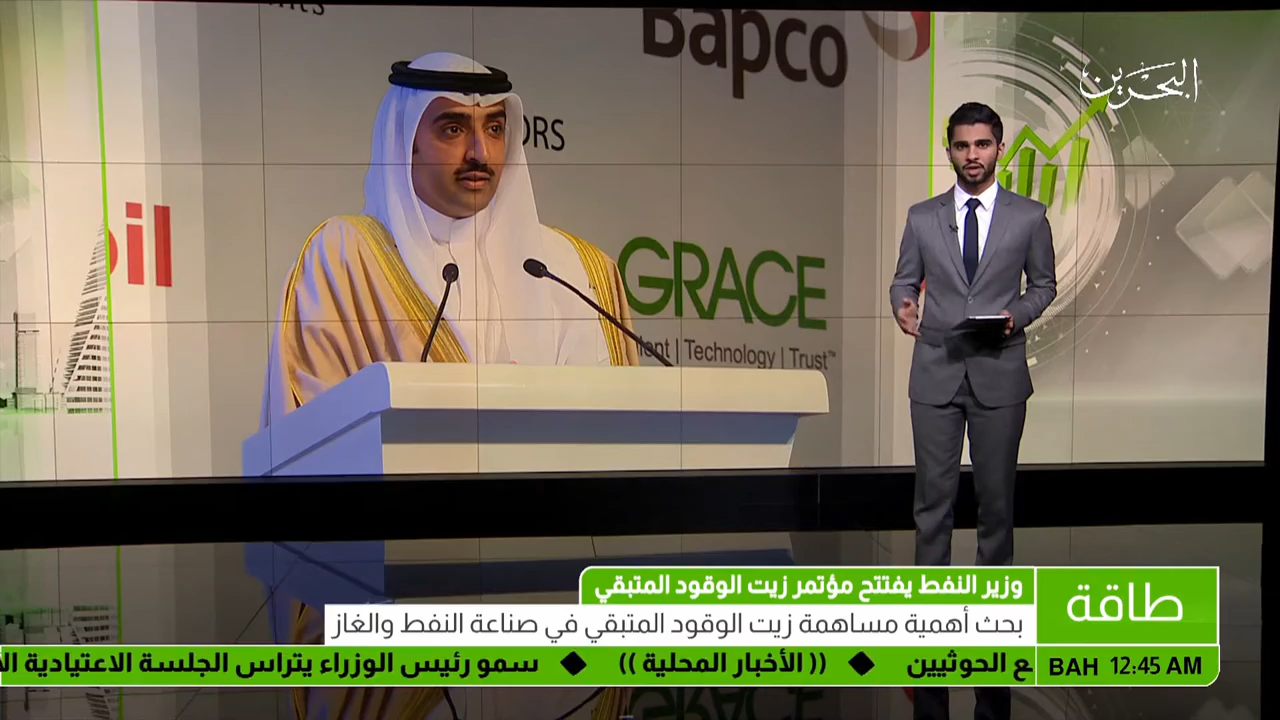 Bapco
البحرين
ORS
oil
GRACE
lent | Technology | Trust™
وزير النفط يفتتح مؤتمر زيت الوقود المتبقي
طاقة
بحث أهمية مساهمة زيت الوقود المتبقي في صناعة النفط والغاز
ع الحوثيين ◆ (( الأخبار المحلية )) ◆ سمو رئيس الوزراء يتراس الجلسة الاعتيادية الأ
BAH 12:45 AM